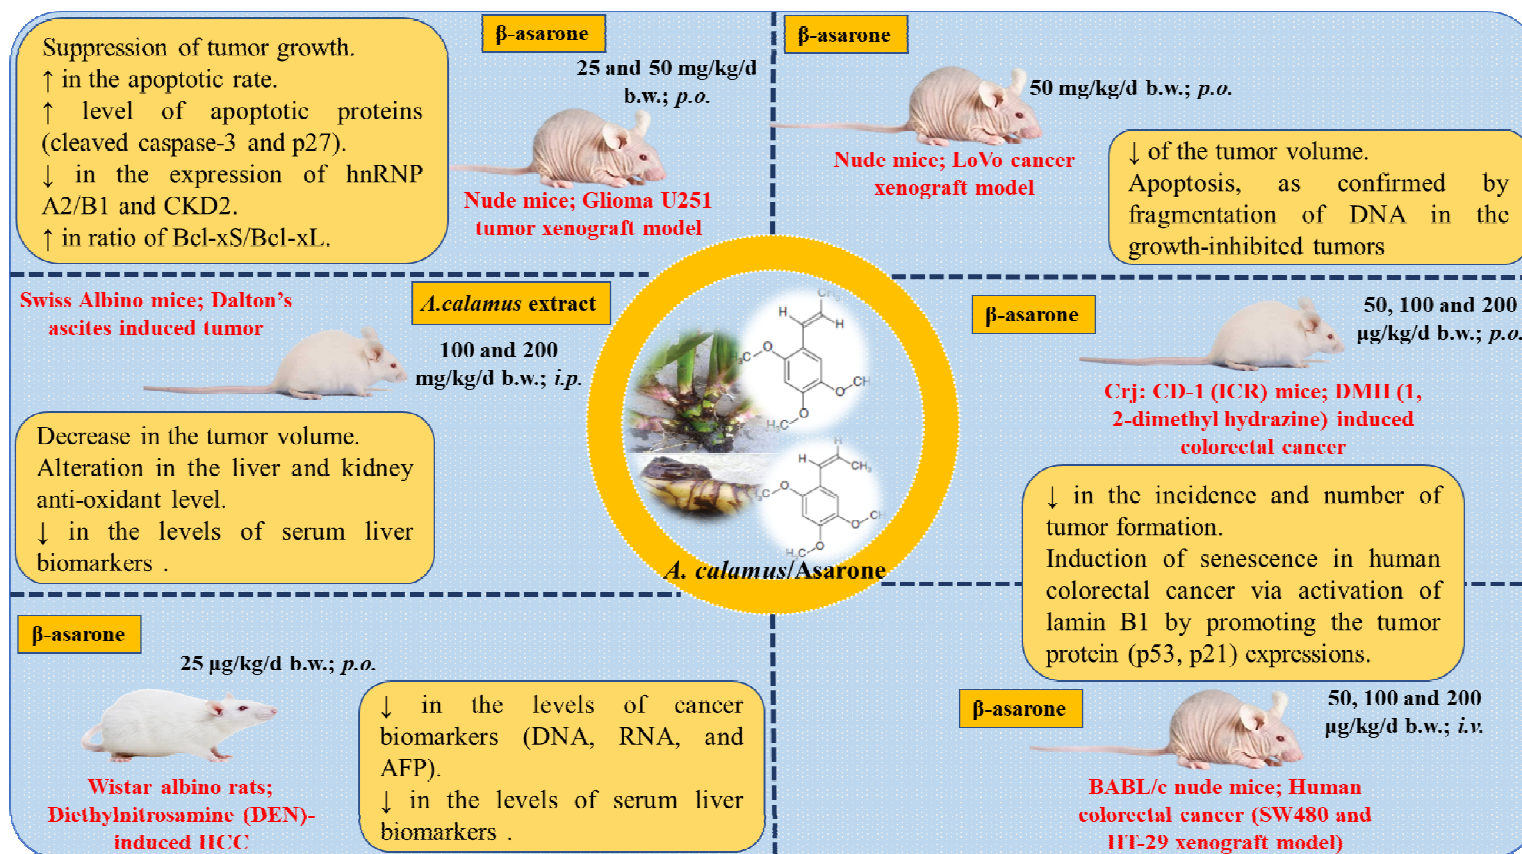 Suppression of tumor growth.
↑ in the apoptotic rate.
↑ level of apoptotic proteins
(cleaved caspase-3 and p27).
↓ in the expression of hnRNP
A2/B1 and CKD2.
↑ in ratio of Bcl-xS/Bcl-xL.
β-asarone
25 and 50 mg/kg/d
b.w.; p.o.
Nude mice; Glioma U251
tumor xenograft model
β-asarone
50 mg/kg/d b.w.; p.o.
Nude mice; LoVo cancer
xenograft model
↓ of the tumor volume.
Apoptosis, as confirmed by
fragmentation of DNA in the
growth-inhibited tumors
Swiss Albino mice; Dalton's
ascites induced tumor
A.calamus extract
100 and 200
mg/kg/d b.w.; i.p.
Decrease in the tumor volume.
Alteration in the liver and kidney
anti-oxidant level.
↓ in the levels of serum liver
biomarkers .
H
H
H₃C
O
O
CH
H₃C
O
H
H
CH₃
O
O
CH
H₃C
O
A. calamus/Asarone
β-asarone
50, 100 and 200
µg/kg/d b.w.; p.o.
Crj: CD-1 (ICR) mice; DMH (1,
2-dimethyl hydrazine) induced
colorectal cancer
↓ in the incidence and number of
tumor formation.
Induction of senescence in human
colorectal cancer via activation of
lamin B1 by promoting the tumor
protein (p53, p21) expressions.
β-asarone
25 µg/kg/d b.w.; p.o.
Wistar albino rats;
Diethylnitrosamine (DEN)-
induced HCC
↓ in the levels of cancer
biomarkers (DNA, RNA, and
AFP).
↓ in the levels of serum liver
biomarkers .
β-asarone
50, 100 and 200
µg/kg/d b.w.; i.v.
BABL/c nude mice; Human
colorectal cancer (SW480 and
HT-29 xenograft model)